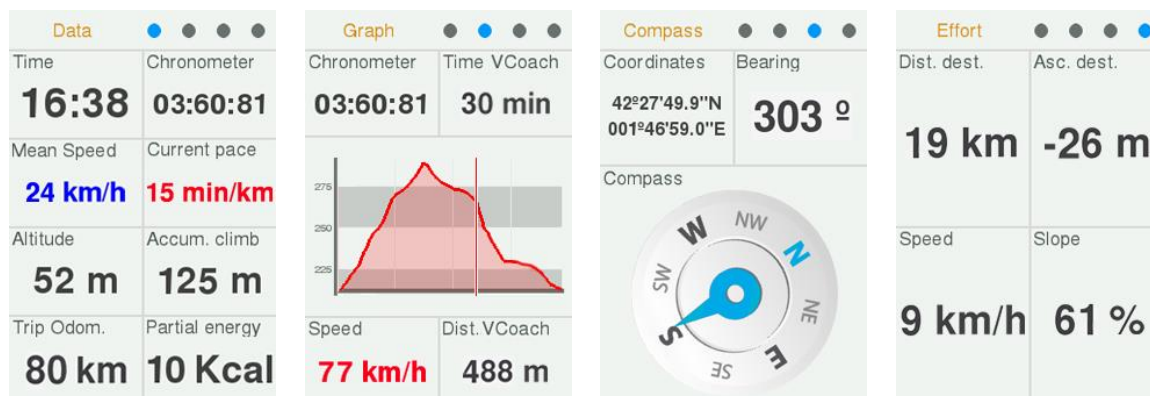 Data
Time
Chronometer
16:38
03:60:81
Mean Speed
Current pace
24 km/h
15 min/km
Altitude
Accum. climb
52 m
125 m
Trip Odom.
Partial energy
80 km
10 Kcal
Graph
Chronometer
Time VCoach
03:60:81
30 min
275
250
225
Speed
Dist. VCoach
77 km/h
488 m
Compass
Coordinates
Bearing
42º27'49.9"N
001º46'59.0"E
303 º
Compass
W
NW
N
SW
NE
S
SE
E
Effort
Dist. dest.
Asc. dest.
19 km
-26 m
Speed
Slope
9 km/h
61 %